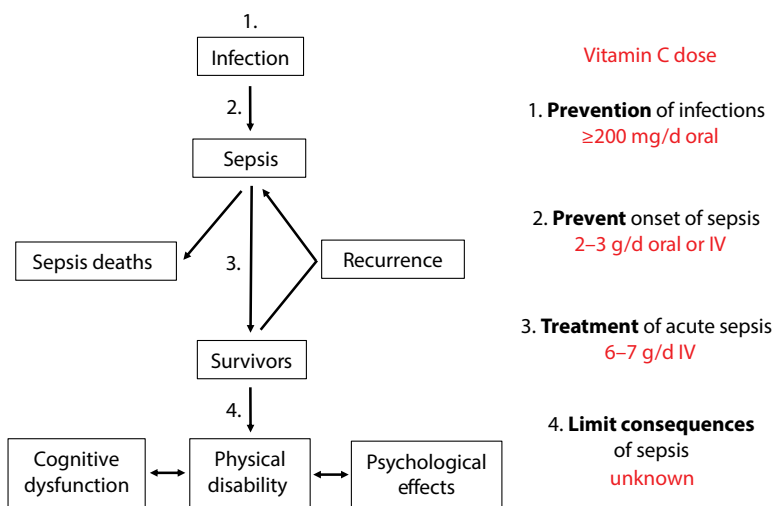 1.
Infection
2.
Sepsis
Sepsis deaths
3.
Recurrence
Survivors
4.
Cognitive
dysfunction
Physical
disability
Psychological
effects
Vitamin C dose
1. Prevention of infections
≥200 mg/d oral
2. Prevent onset of sepsis
2–3 g/d oral or IV
3. Treatment of acute sepsis
6–7 g/d IV
4. Limit consequences
of sepsis
unknown